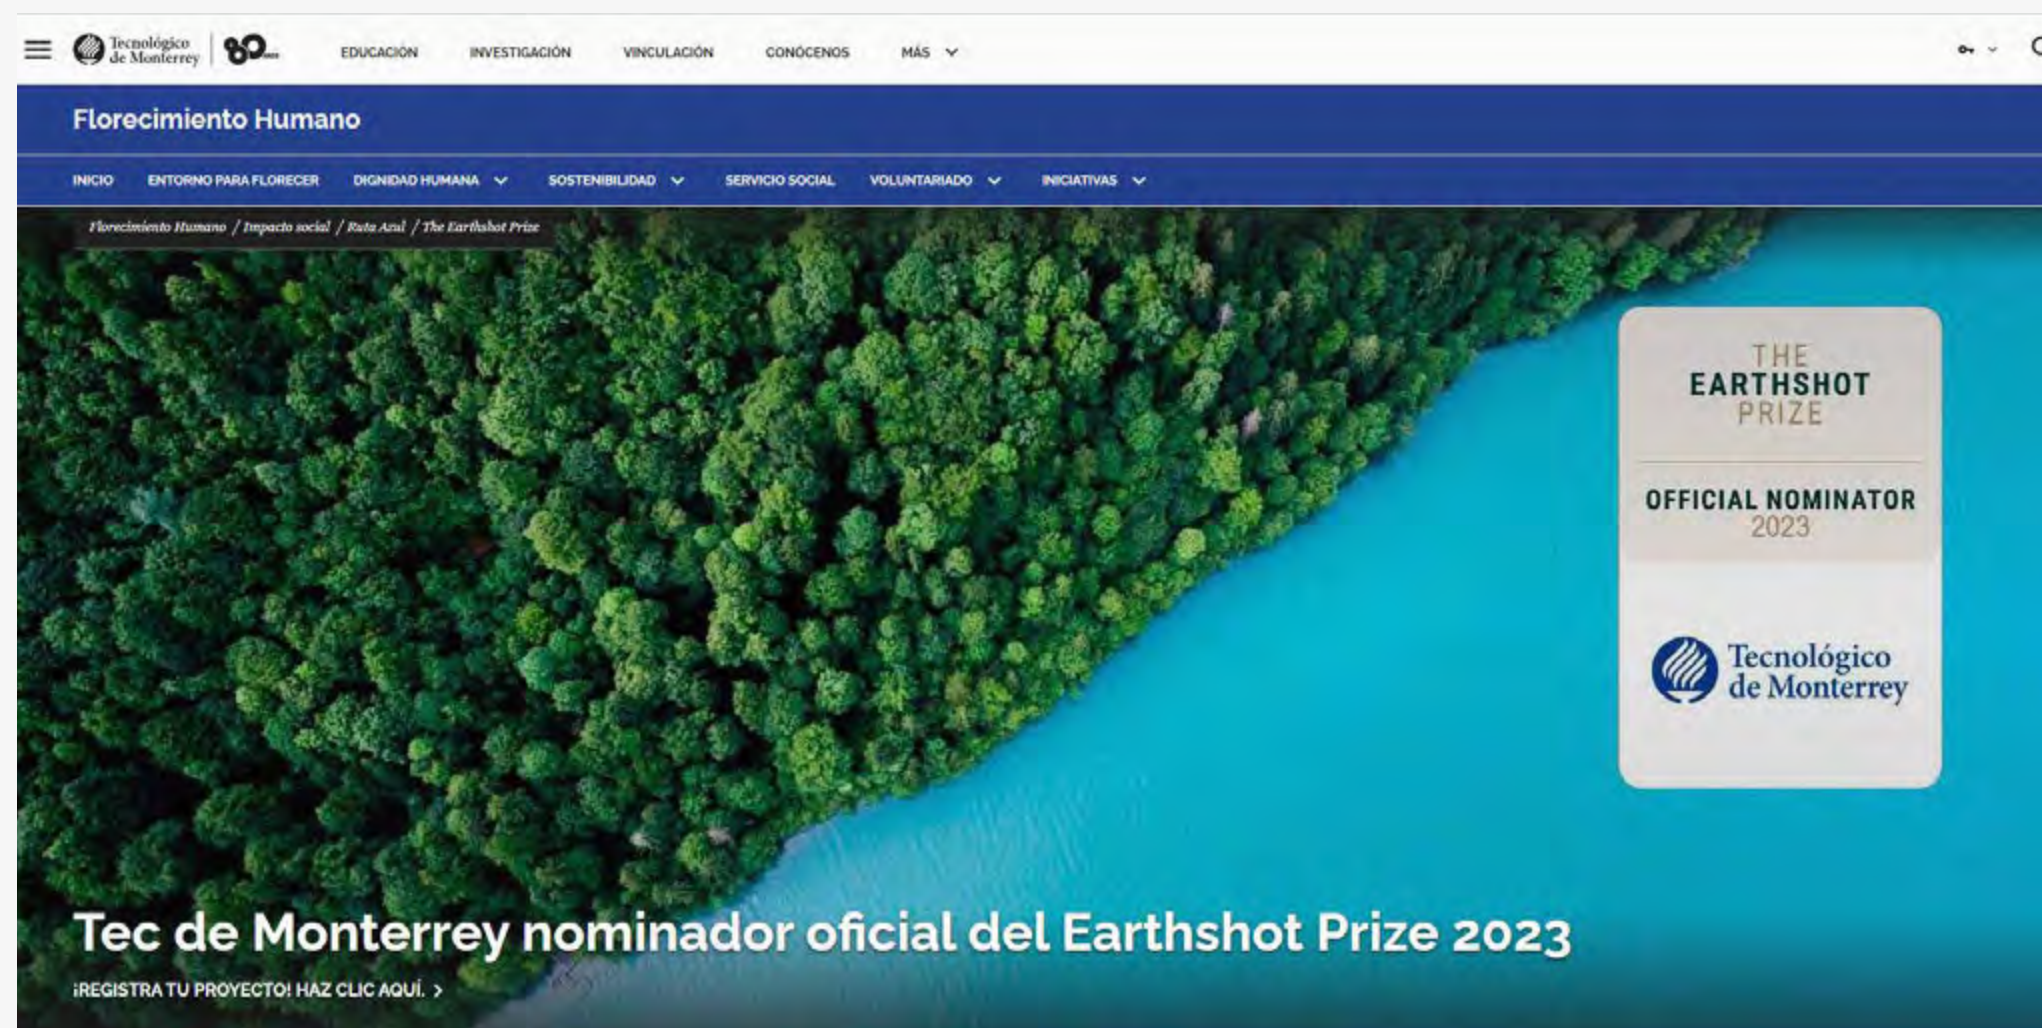 Tecnológico
de Monterrey
80
EDUCACIÓN INVESTIGACIÓN VINCULACIÓN CONÓCENOS MÁS
Florecimiento Humano
INICIO ENTORNO PARA FLORECER DIGNIDAD HUMANA SOSTENIBILIDAD SERVICIO SOCIAL VOLUNTARIADO INICIATIVAS
Florecimiento Humano / Impacto social / Ruta Azul / The Earthshot Prize
THE
EARTHSHOT
PRIZE
OFFICIAL NOMINATOR
2023
Tecnológico
de Monterrey
Tec de Monterrey nominador oficial del Earthshot Prize 2023
¡REGISTRA TU PROYECTO! HAZ CLIC AQUÍ. >